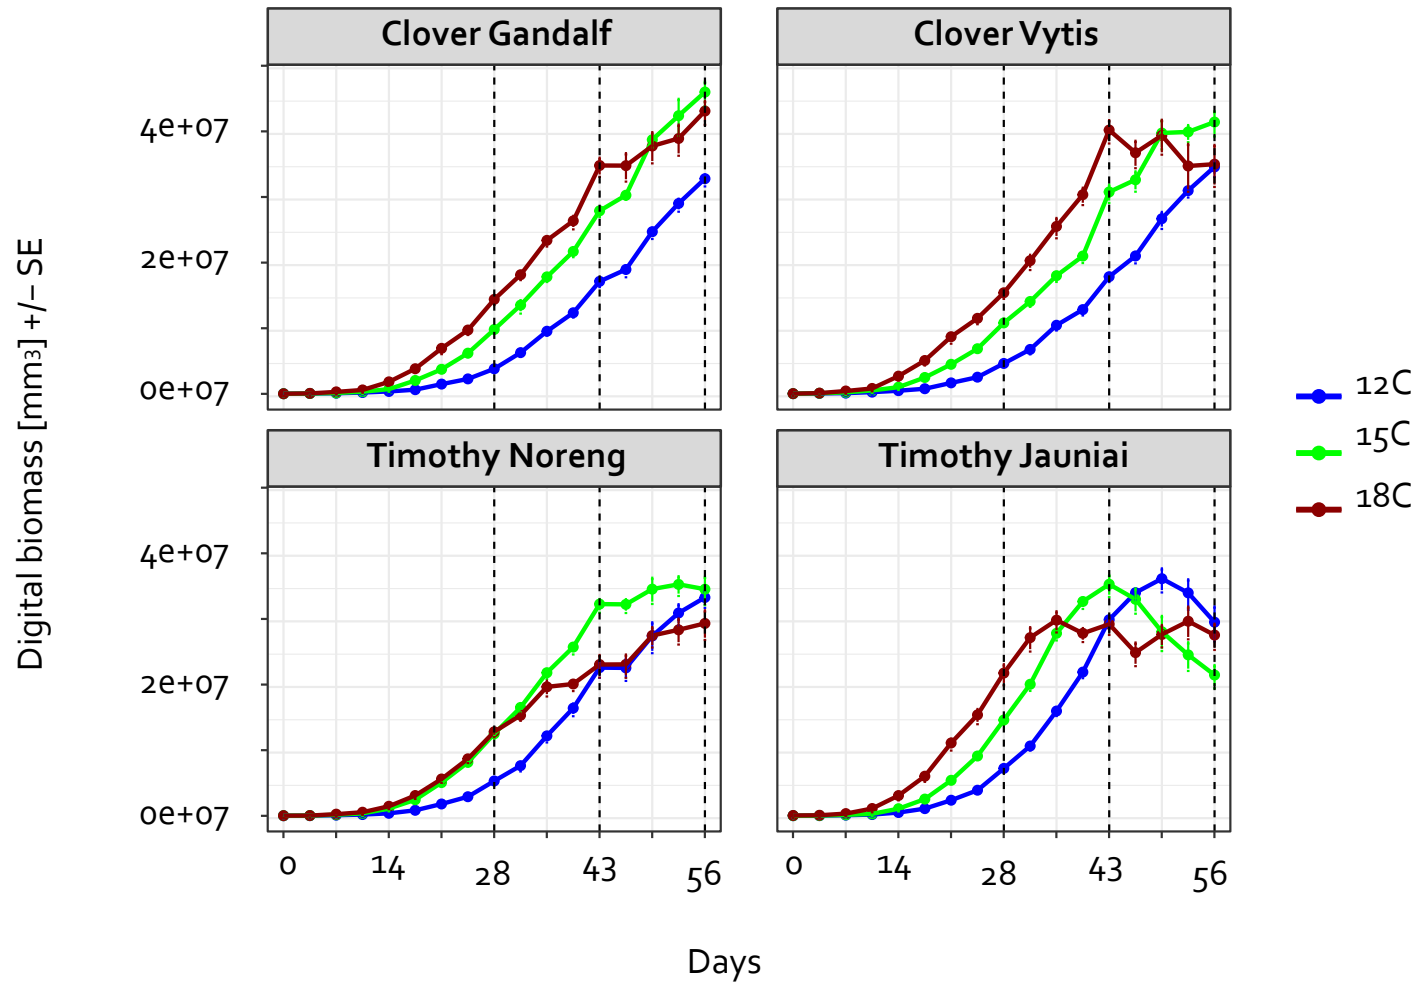 Clover Gandalf
Clover Vytis
4e+07
2e+07
0e+07
Digital biomass [mm3] +/− SE
12C
15C
18C
Timothy Noreng
Timothy Jauniai
4e+07
2e+07
0e+07
0 14 28 43 56
0 14 28 43 56
Days